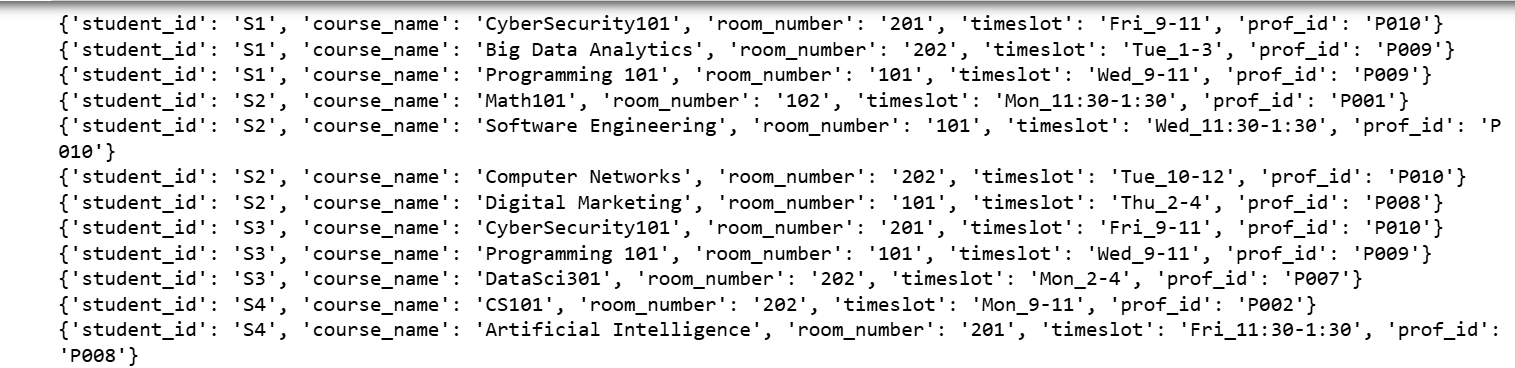 {'student_id': 'S1', 'course_name': 'CyberSecurity101', 'room_number': '201', 'timeslot': 'Fri_9-11', 'prof_id': 'P010'}
{'student_id': 'S1', 'course_name': 'Big Data Analytics', 'room_number': '202', 'timeslot': 'Tue_1-3', 'prof_id': 'P009'}
{'student_id': 'S1', 'course_name': 'Programming 101', 'room_number': '101', 'timeslot': 'Wed_9-11', 'prof_id': 'P009'}
{'student_id': 'S2', 'course_name': 'Math101', 'room_number': '102', 'timeslot': 'Mon_11:30-1:30', 'prof_id': 'P001'}
{'student_id': 'S2', 'course_name': 'Software Engineering', 'room_number': '101', 'timeslot': 'Wed_11:30-1:30', 'prof_id': 'P
010'}
{'student_id': 'S2', 'course_name': 'Computer Networks', 'room_number': '202', 'timeslot': 'Tue_10-12', 'prof_id': 'P010'}
{'student_id': 'S2', 'course_name': 'Digital Marketing', 'room_number': '101', 'timeslot': 'Thu_2-4', 'prof_id': 'P008'}
{'student_id': 'S3', 'course_name': 'CyberSecurity101', 'room_number': '201', 'timeslot': 'Fri_9-11', 'prof_id': 'P010'}
{'student_id': 'S3', 'course_name': 'Programming 101', 'room_number': '101', 'timeslot': 'Wed_9-11', 'prof_id': 'P009'}
{'student_id': 'S3', 'course_name': 'DataSci301', 'room_number': '202', 'timeslot': 'Mon_2-4', 'prof_id': 'P007'}
{'student_id': 'S4', 'course_name': 'CS101', 'room_number': '202', 'timeslot': 'Mon_9-11', 'prof_id': 'P002'}
{'student_id': 'S4', 'course_name': 'Artificial Intelligence', 'room_number': '201', 'timeslot': 'Fri_11:30-1:30', 'prof_id':
'P008'}